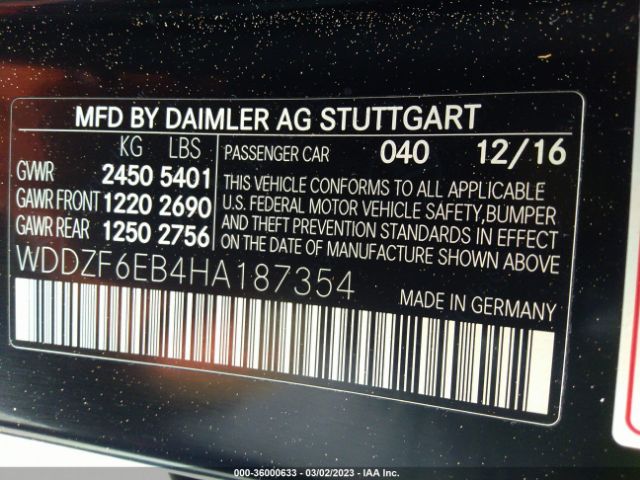 MFD BY DAIMLER AG STUTTGART
KG LBS
GVWR 2450 5401
GAWR FRONT 1220 2690
GAWR REAR 1250 2756
PASSENGER CAR 040 12/16
THIS VEHICLE CONFORMS TO ALL APPLICABLE
U.S. FEDERAL MOTOR VEHICLE SAFETY, BUMPER
AND THEFT PREVENTION STANDARDS IN EFFECT
ON THE DATE OF MANUFACTURE SHOWN ABOVE.
WDDZF6EB4HA187354
MADE IN GERMANY
000-36000633 — 03/02/2023 — IAA Inc.